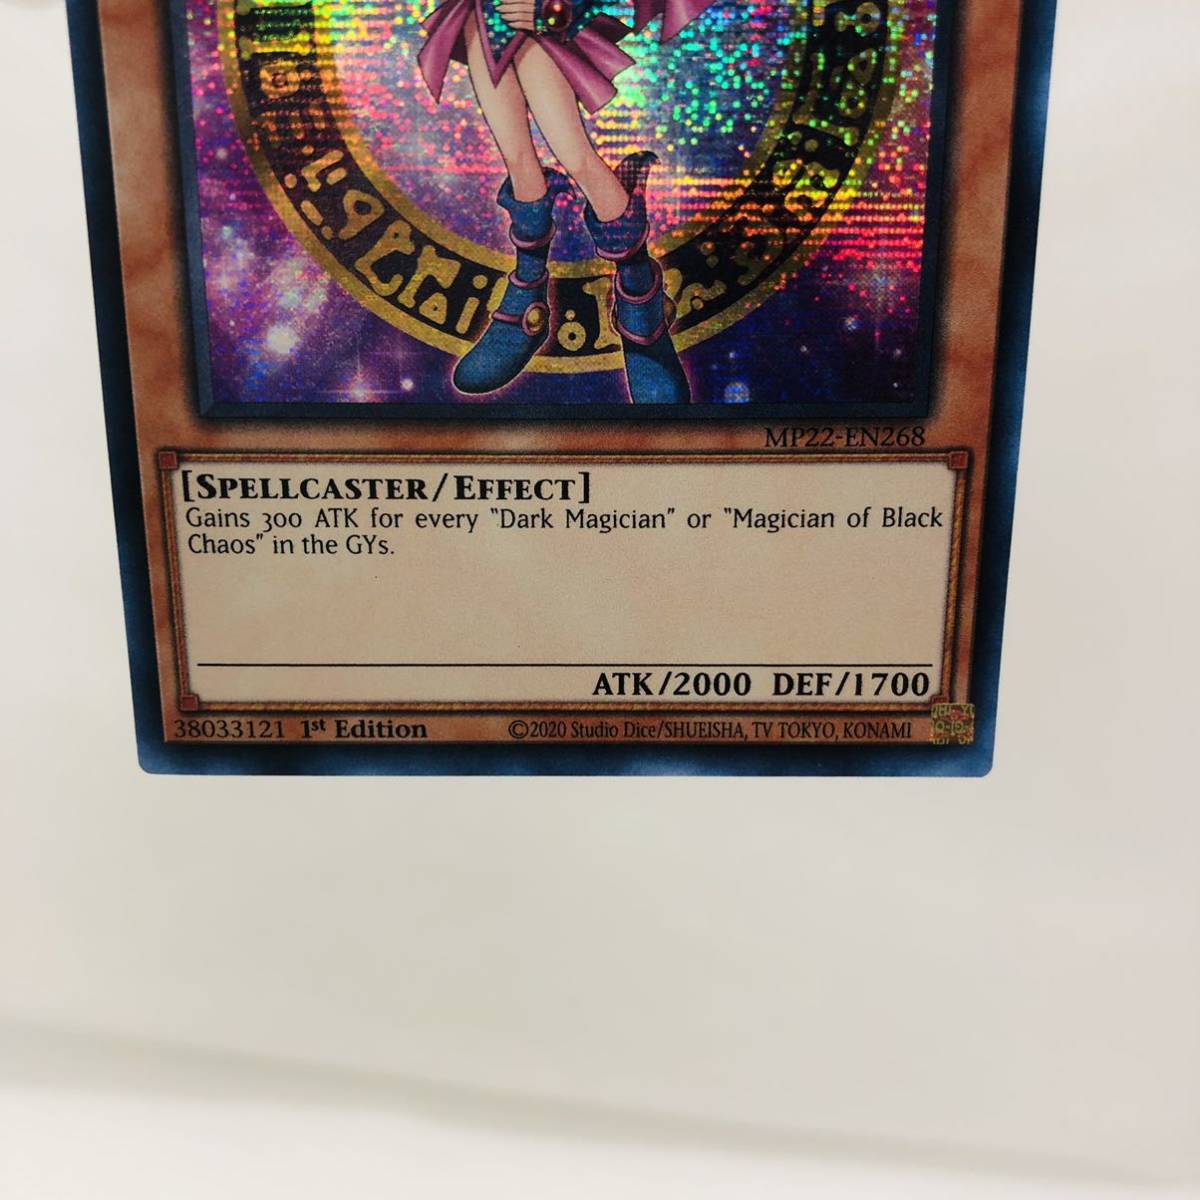 MP22-EN268
[SPELLCASTER/EFFECT]
Gains 300 ATK for every "Dark Magician" or "Magician of Black
Chaos" in the GYs.
ATK/2000 DEF/1700
38033121 1st Edition ©2020 Studio Dice/SHUEISHA, TV TOKYO, KONAMI